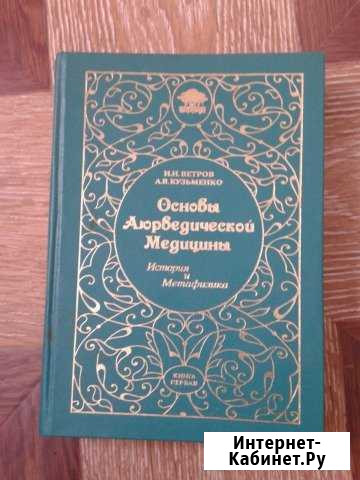 И.И. ВЕТРОВ
А.В. КУЗЬМЕНКО
Основы
Аюрведической
Медицины
История
и
Метафизика
КНИГА
ПЕРВАЯ
Интернет-
Кабинет.Ру